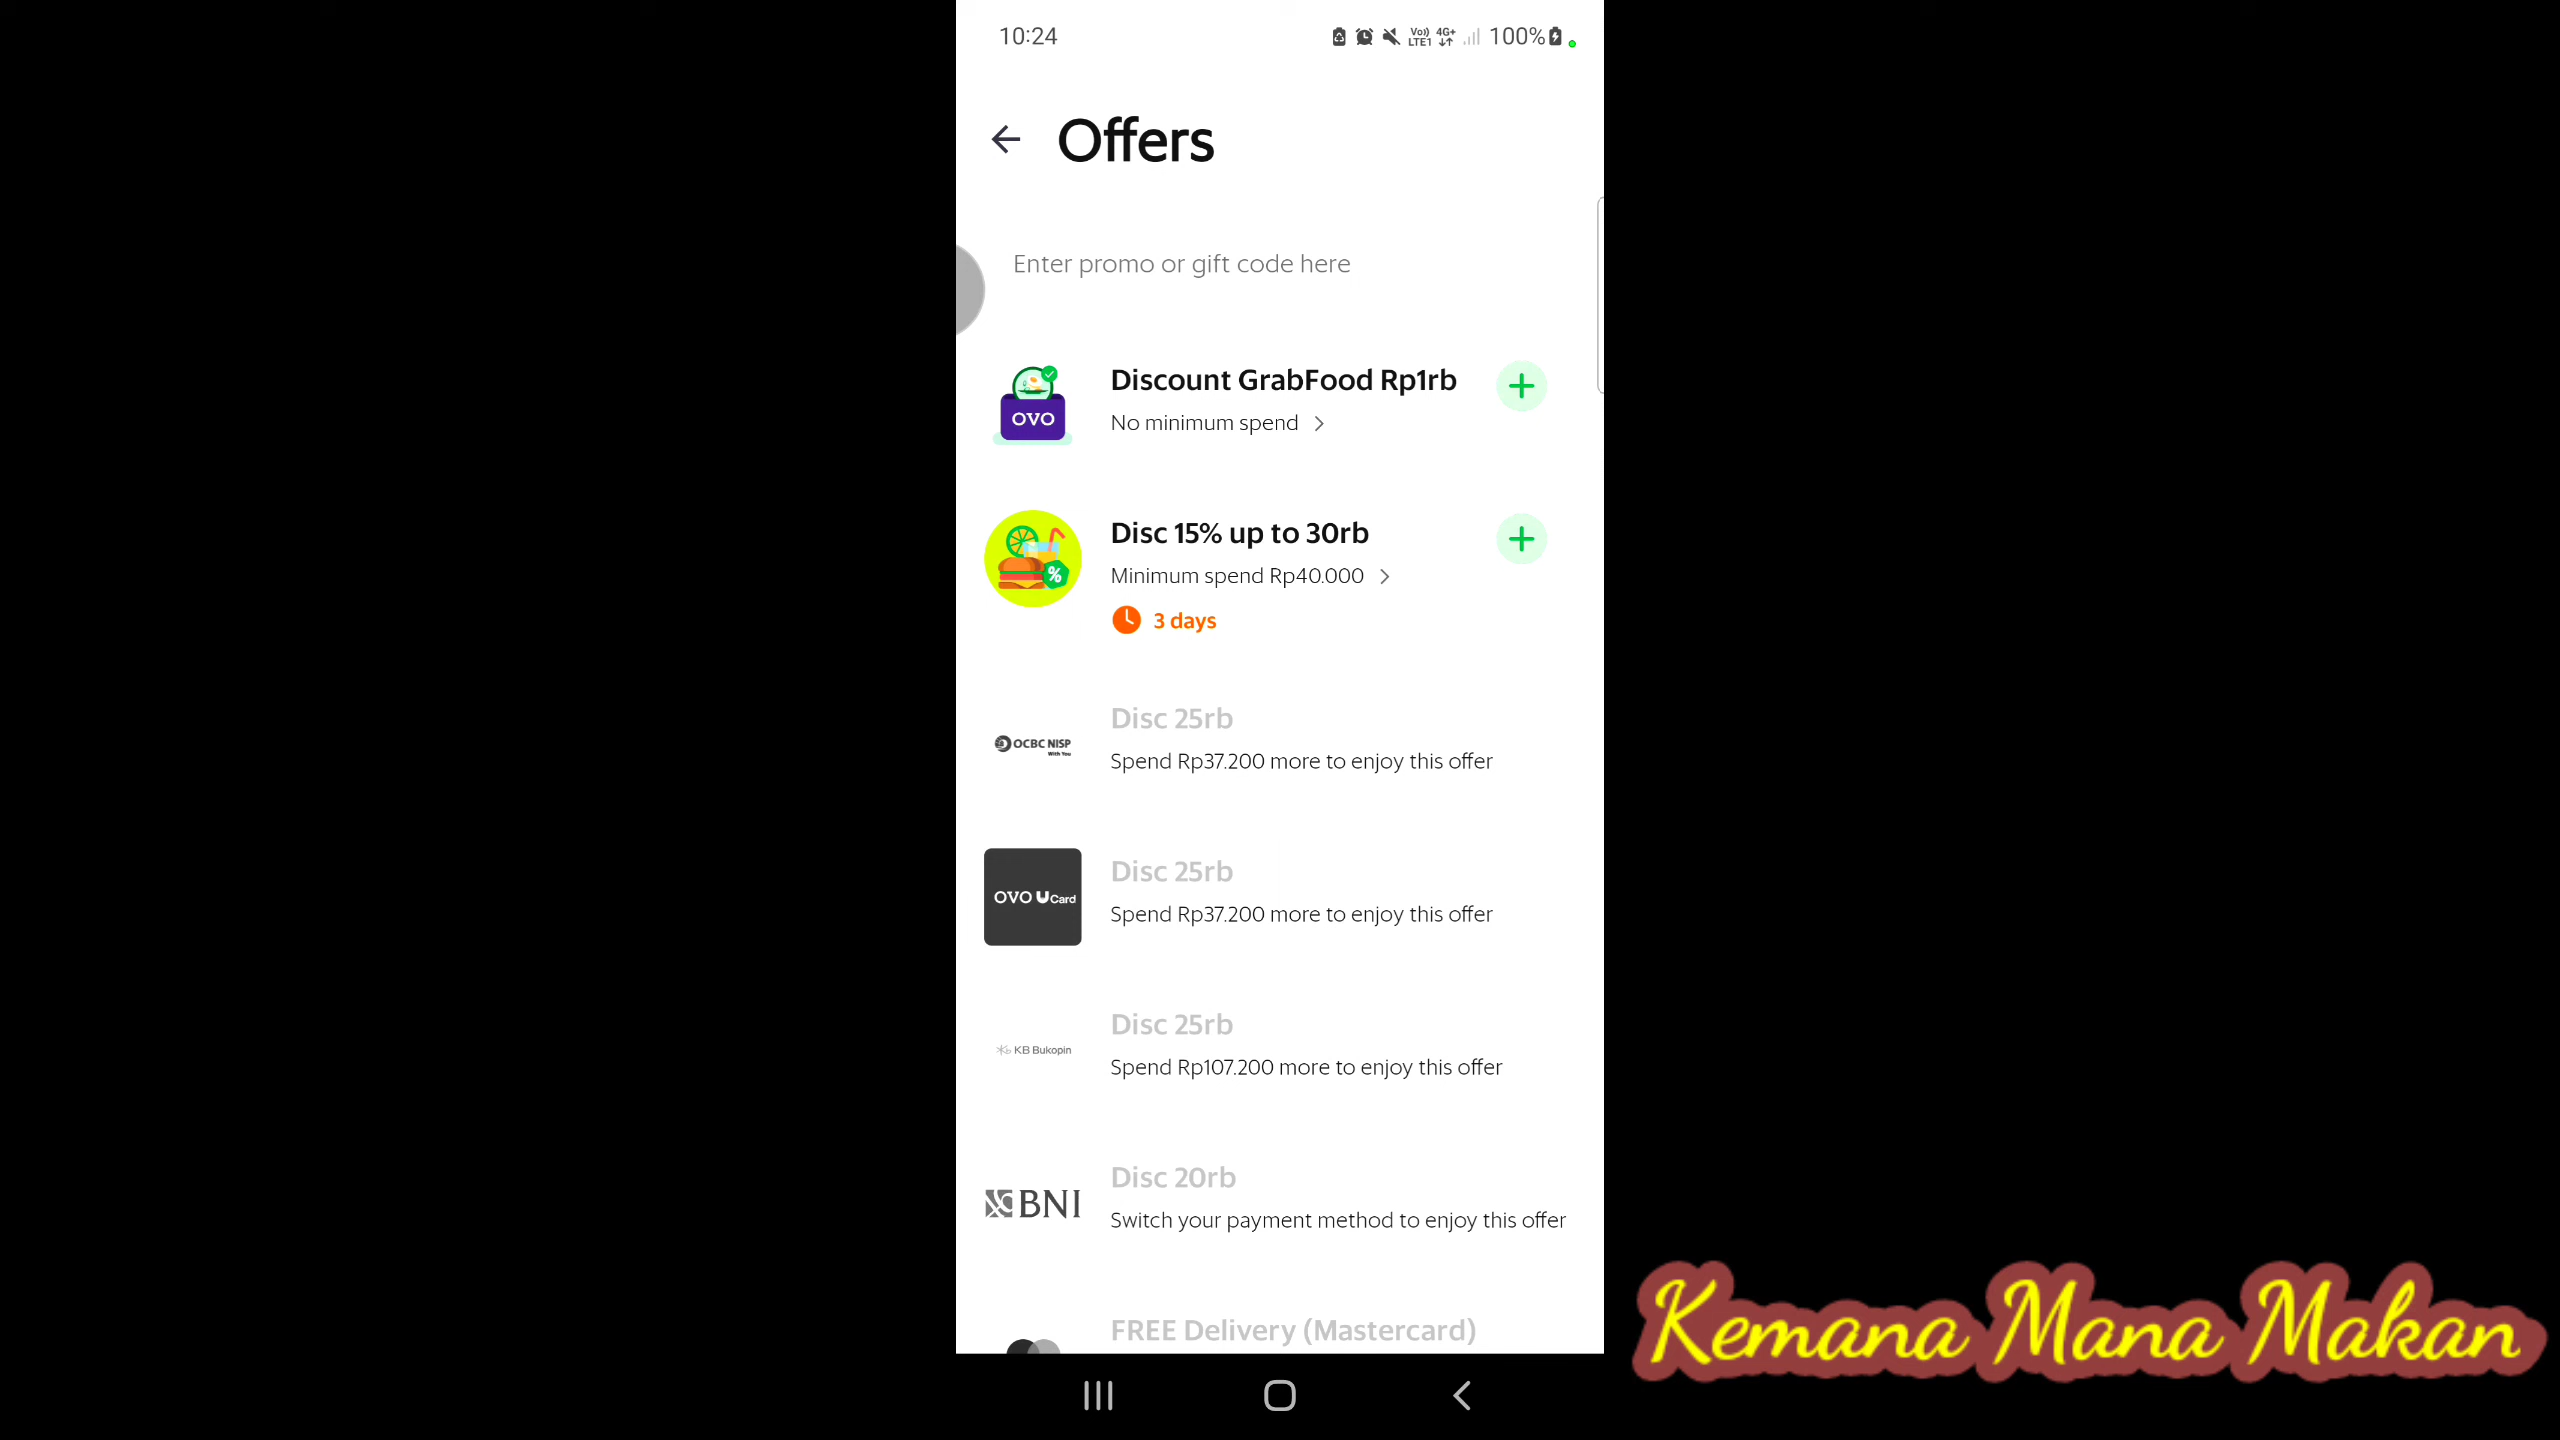 10:24
Vo)) LTE1 4G+ 100%
Offers
Enter promo or gift code here
OVO
Discount GrabFood Rp1rb
No minimum spend
%
Disc 15% up to 30rb
Minimum spend Rp40.000
3 days
OCBC NISP
With You
Disc 25rb
Spend Rp37.200 more to enjoy this offer
OVO U Card
Disc 25rb
Spend Rp37.200 more to enjoy this offer
KB Bukopin
Disc 25rb
Spend Rp107.200 more to enjoy this offer
BNI
Disc 20rb
Switch your payment method to enjoy this offer
FREE Delivery (Mastercard)
Kemana Mana Makan